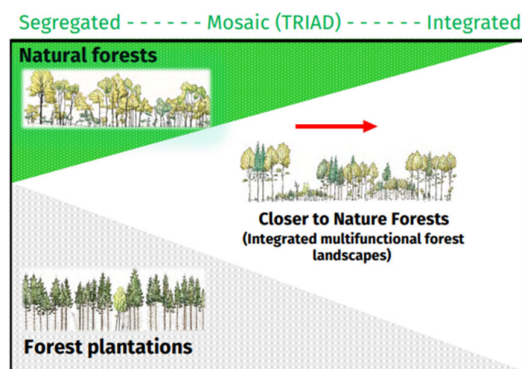 Segregated - - - - - - Mosaic (TRIAD) - - - - - - Integrated
Natural forests
Closer to Nature Forests
(Integrated multifunctional forest
landscapes)
Forest plantations